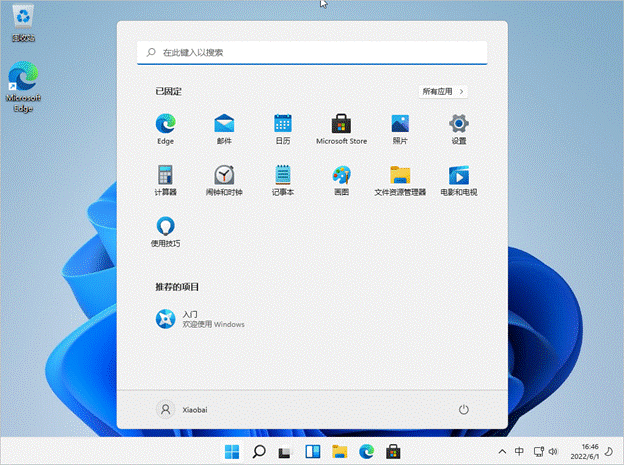 回收站
Microsoft
Edge
在此键入以搜索
已固定
所有应用
Edge
邮件
日历
Microsoft Store
照片
设置
计算器
闹钟和时钟
记事本
画图
文件资源管理器
电影和电视
使用技巧
推荐的项目
入门
欢迎使用 Windows
Xiaobai
中
16:46
2022/6/1